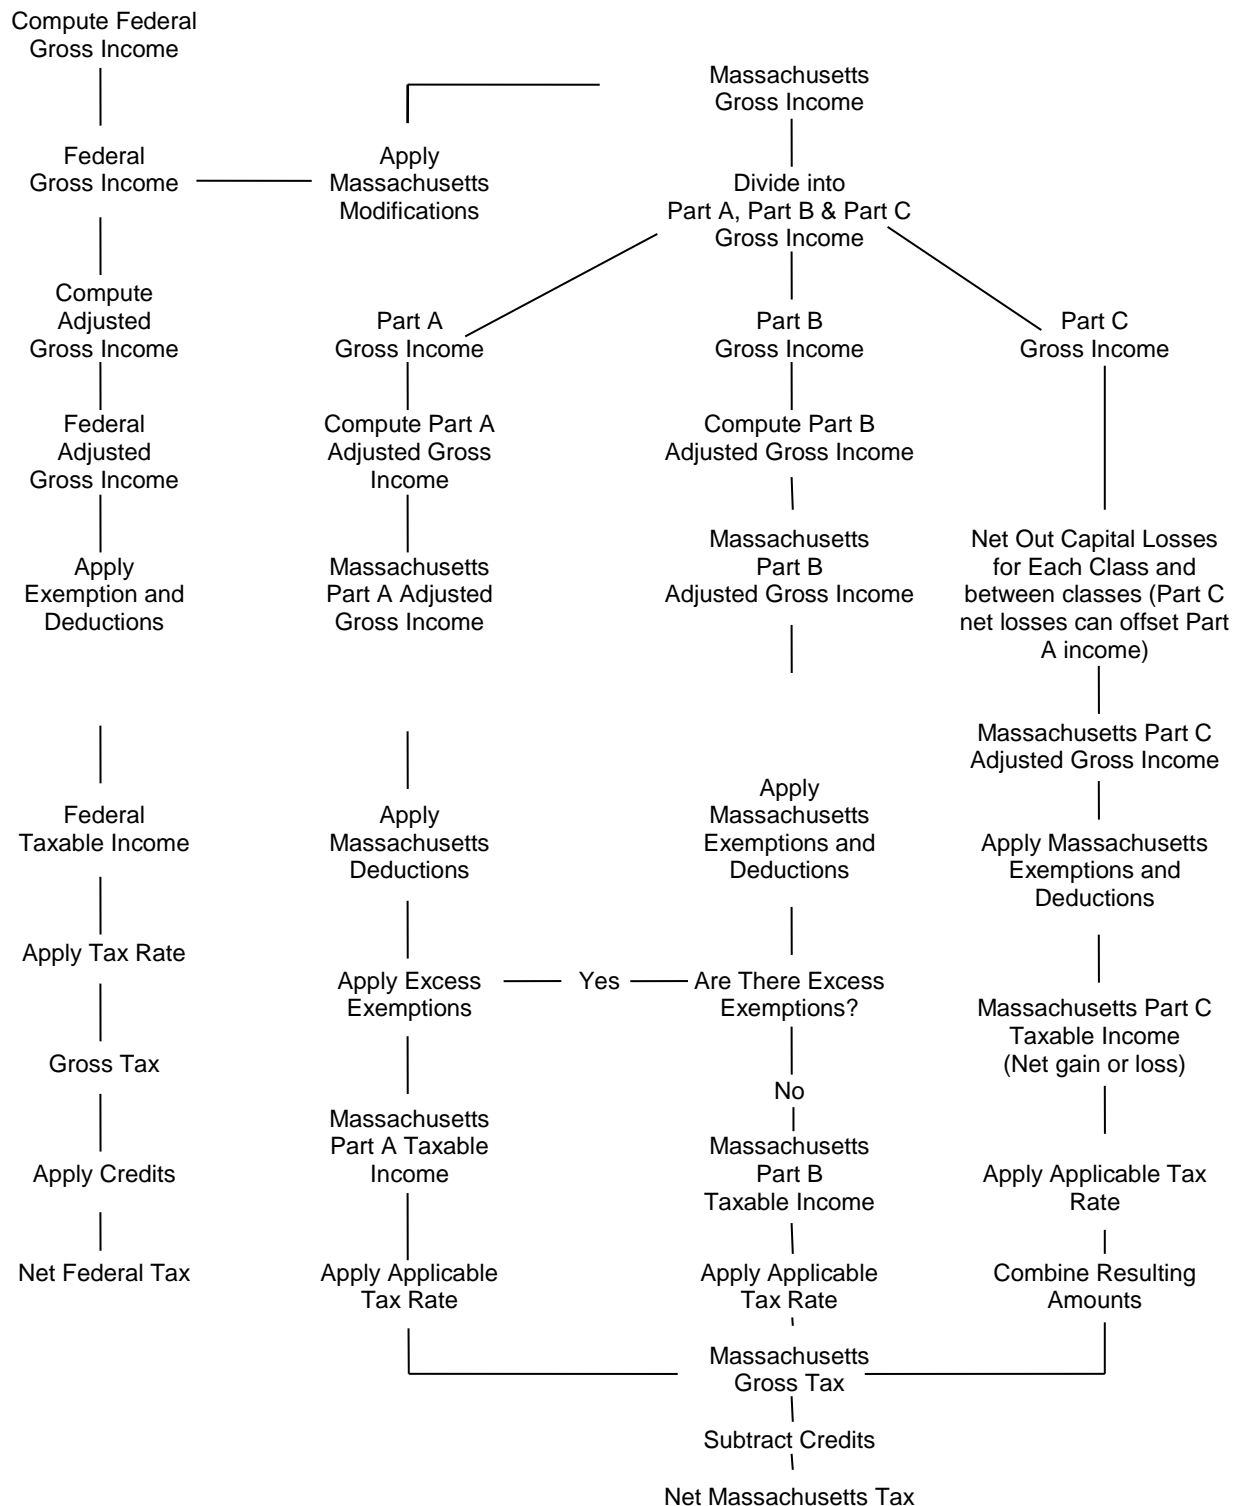 Compute Federal
Gross Income
Massachusetts
Gross Income
Federal
Gross Income
Apply
Massachusetts
Modifications
Divide into
Part A, Part B & Part C
Gross Income
Compute
Adjusted
Gross Income
Part A
Gross Income
Part B
Gross Income
Part C
Gross Income
Federal
Adjusted
Gross Income
Compute Part A
Adjusted Gross
Income
Compute Part B
Adjusted Gross Income
Apply
Exemption and
Deductions
Massachusetts
Part A Adjusted
Gross Income
Massachusetts
Part B
Adjusted Gross Income
Net Out Capital Losses
for Each Class and
between classes (Part C
net losses can offset Part
A income)
Massachusetts Part C
Adjusted Gross Income
Federal
Taxable Income
Apply
Massachusetts
Deductions
Apply
Massachusetts
Exemptions and
Deductions
Apply Massachusetts
Exemptions and
Deductions
Apply Tax Rate
Apply Excess
Exemptions
Yes
Are There Excess
Exemptions?
Massachusetts Part C
Taxable Income
(Net gain or loss)
Gross Tax
No
Massachusetts
Part A Taxable
Income
Massachusetts
Part B
Taxable Income
Apply Credits
Apply Applicable Tax
Rate
Net Federal Tax
Apply Applicable
Tax Rate
Apply Applicable
Tax Rate
Combine Resulting
Amounts
Massachusetts
Gross Tax
Subtract Credits
Net Massachusetts Tax